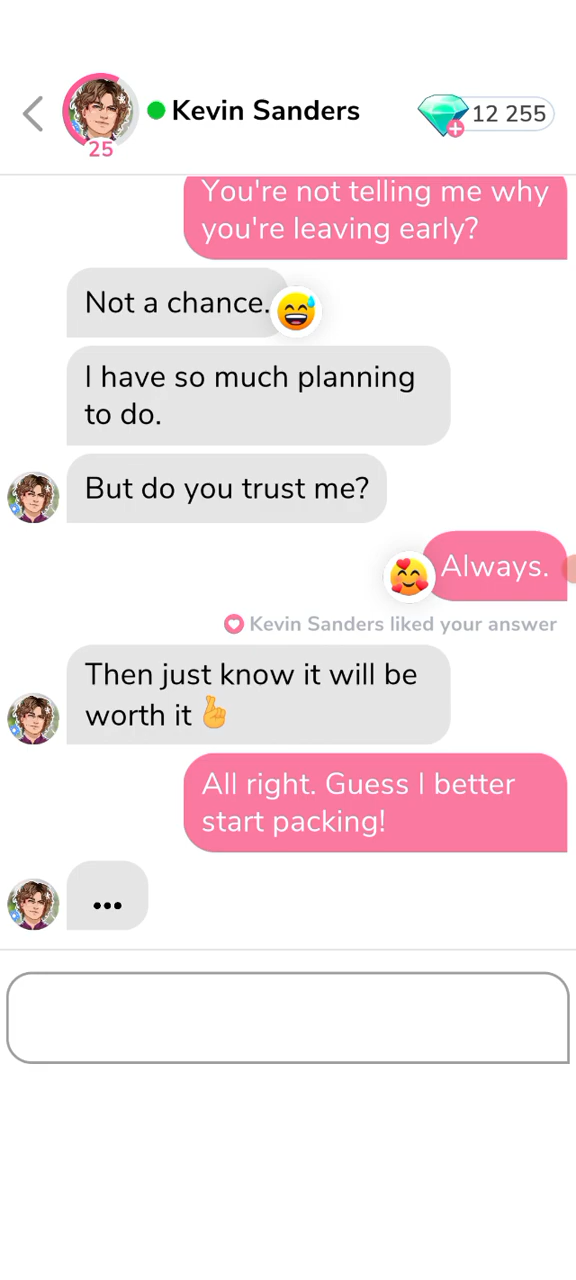 Kevin Sanders
12 255
25
You're not telling me why
you're leaving early?
Not a chance.
I have so much planning
to do.
But do you trust me?
Always.
Kevin Sanders liked your answer
Then just know it will be
worth it 🤞
All right. Guess I better
start packing!
...